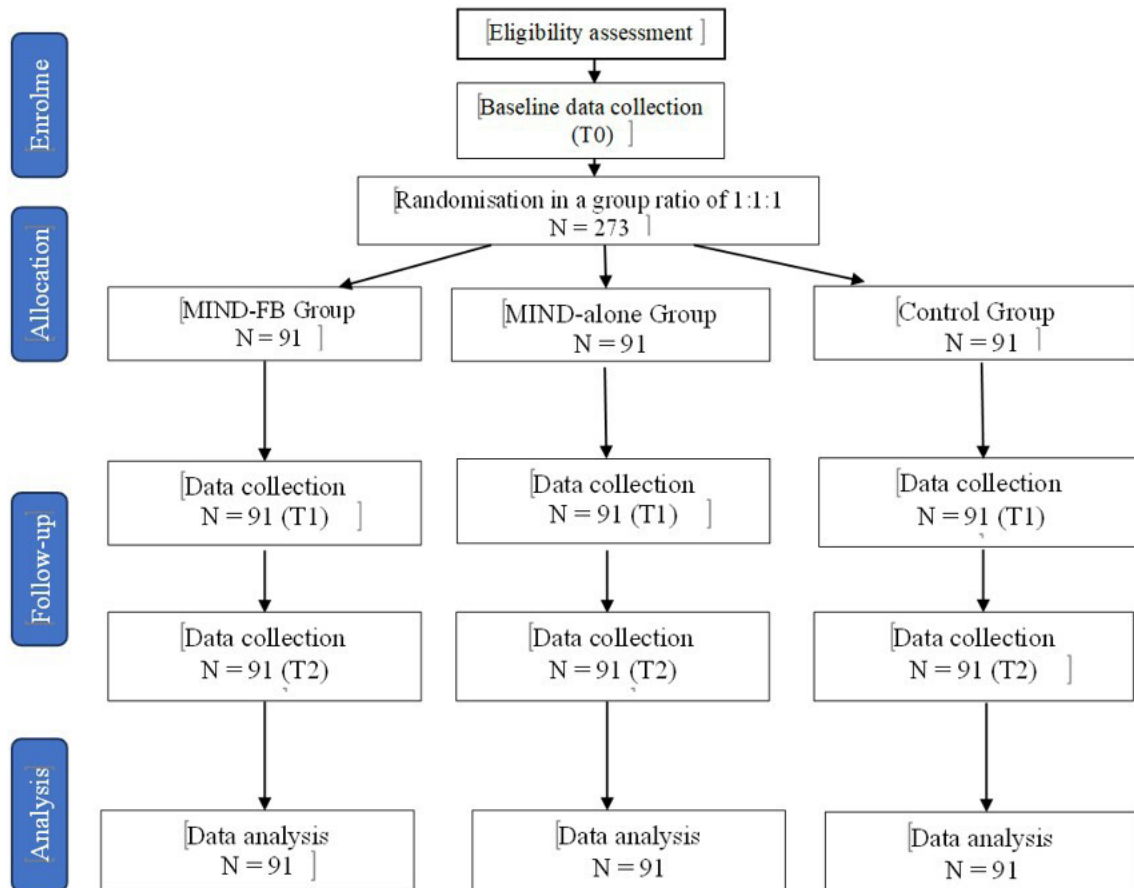 Enrolme
[Eligibility assessment ]
[Baseline data collection
(T0) ]
[Randomisation in a group ratio of 1:1:1
N = 273 ]
Allocation
[MIND-FB Group
N = 91 ]
[MIND-alone Group
N = 91
[Control Group
N = 91 ]
Follow-up
[Data collection
N = 91 (T1) ]
[Data collection
N = 91 (T1) ]
[Data collection
N = 91 (T1)
]
[Data collection
N = 91 (T2)
]
[Data collection
N = 91 (T2)
]
[Data collection
N = 91 (T2) ]
[Analysis]
[Data analysis
N = 91 ]
[Data analysis
N = 91
[Data analysis
N = 91